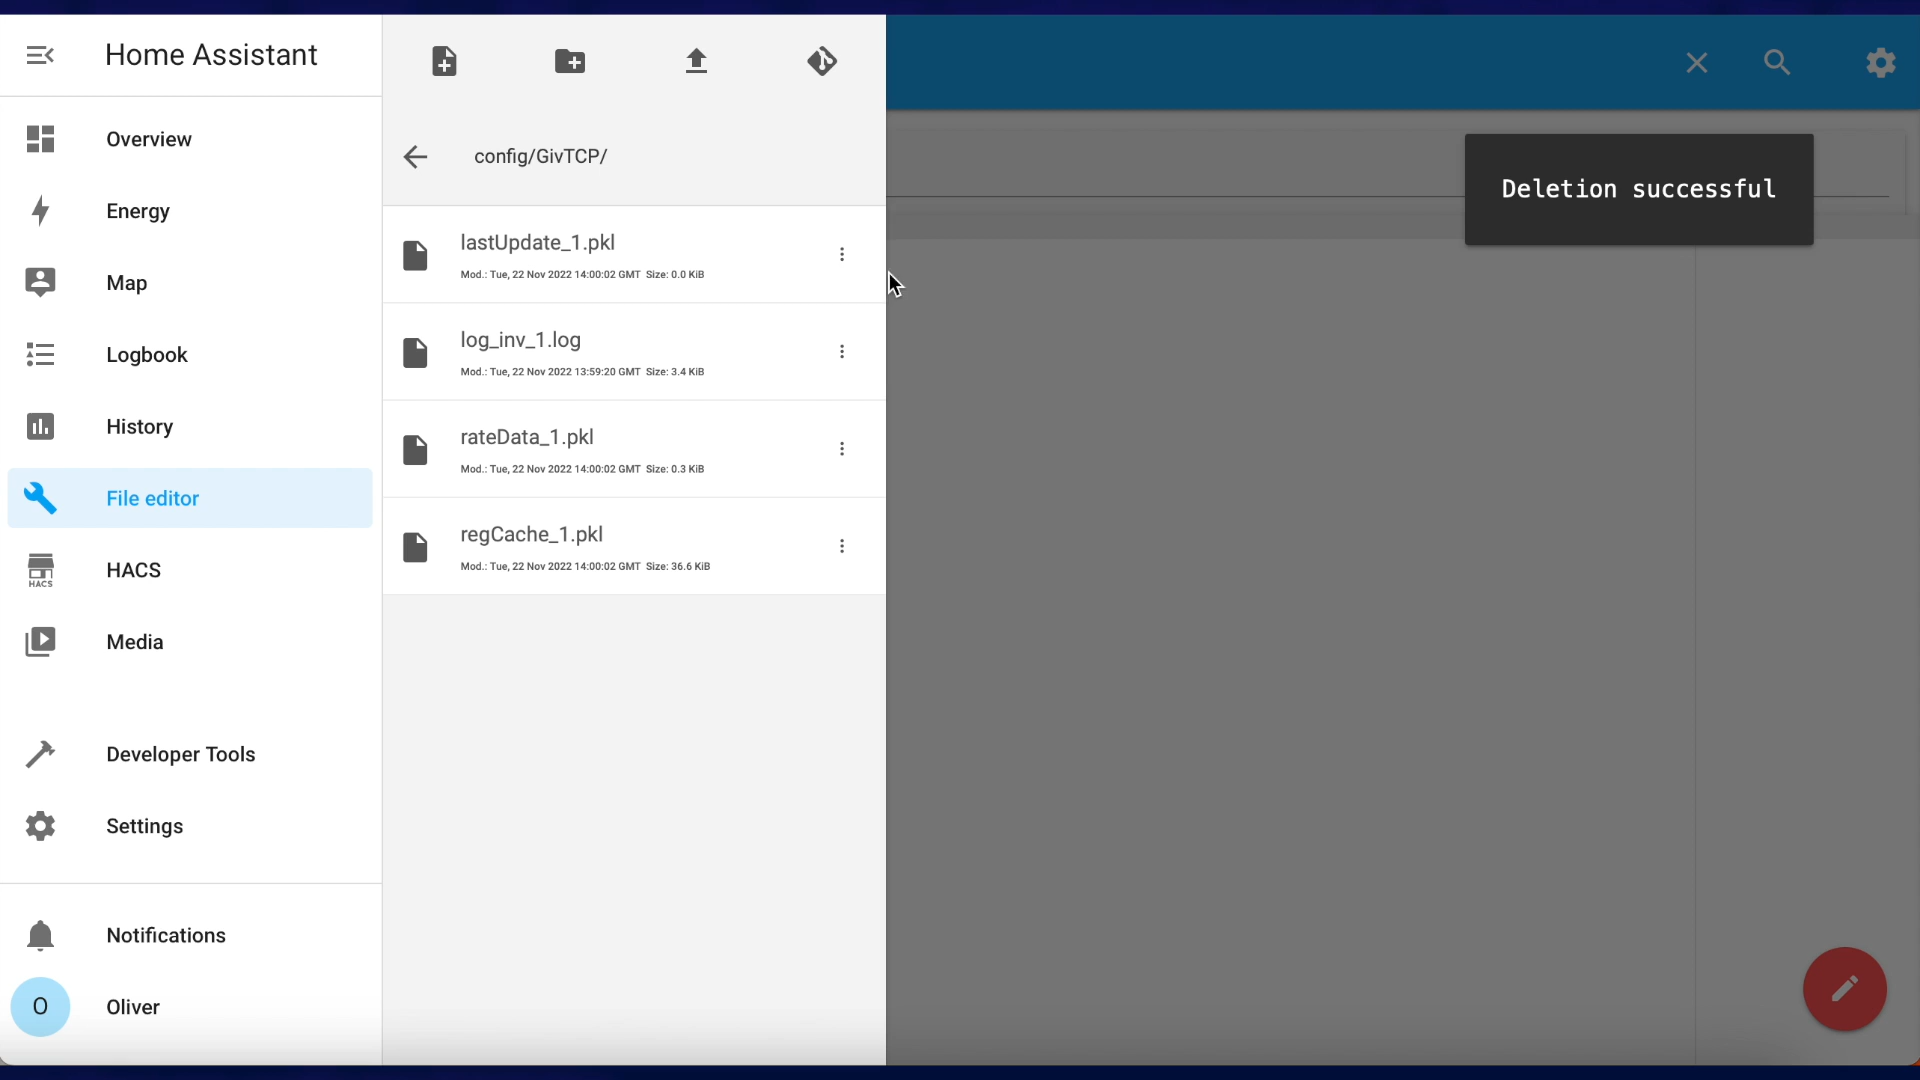 Home Assistant
Overview
Energy
Map
Logbook
History
File editor
HACS
HACS
Media
Developer Tools
Settings
Notifications
O
Oliver
config/GivTCP/
lastUpdate_1.pkl
Mod.: Tue, 22 Nov 2022 14:00:02 GMT Size: 0.0 KiB
log_inv_1.log
Mod.: Tue, 22 Nov 2022 13:59:20 GMT Size: 3.4 KiB
rateData_1.pkl
Mod.: Tue, 22 Nov 2022 14:00:02 GMT Size: 0.3 KiB
regCache_1.pkl
Mod.: Tue, 22 Nov 2022 14:00:02 GMT Size: 36.6 KiB
Deletion successful